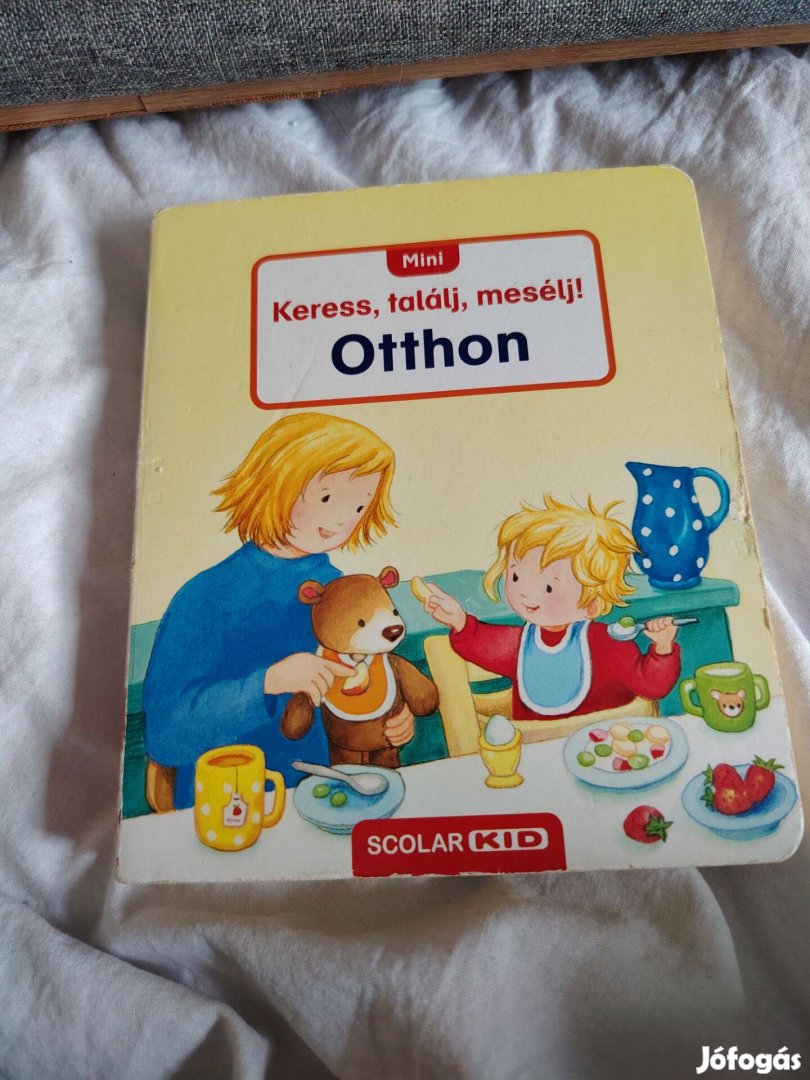 Mini
Keress, találj, mesélj!
Otthon
SCOLAR KID
Jófogás